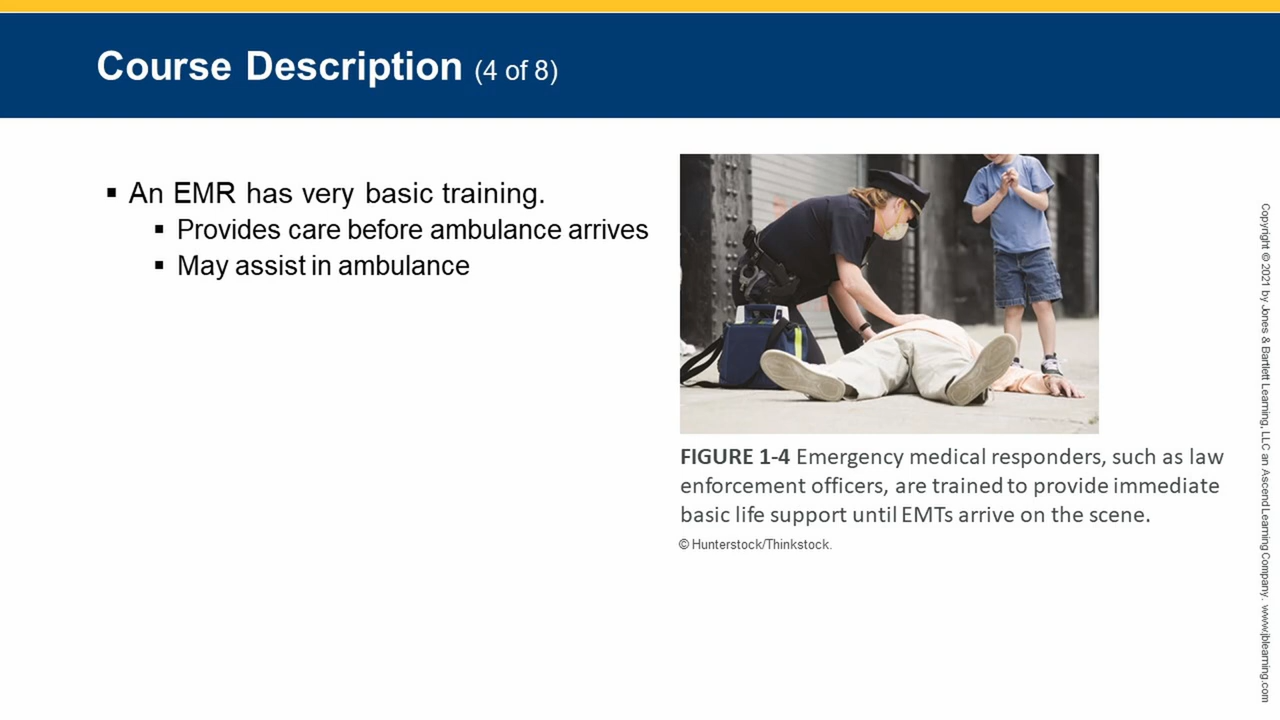 Course Description (4 of 8)
▪ An EMR has very basic training.
▪ Provides care before ambulance arrives
▪ May assist in ambulance
FIGURE 1-4 Emergency medical responders, such as law
enforcement officers, are trained to provide immediate
basic life support until EMTs arrive on the scene.
© Hunterstock/Thinkstock.
Copyright © 2021 by Jones & Bartlett Learning, LLC an Ascend Learning Company. www.jblearning.com